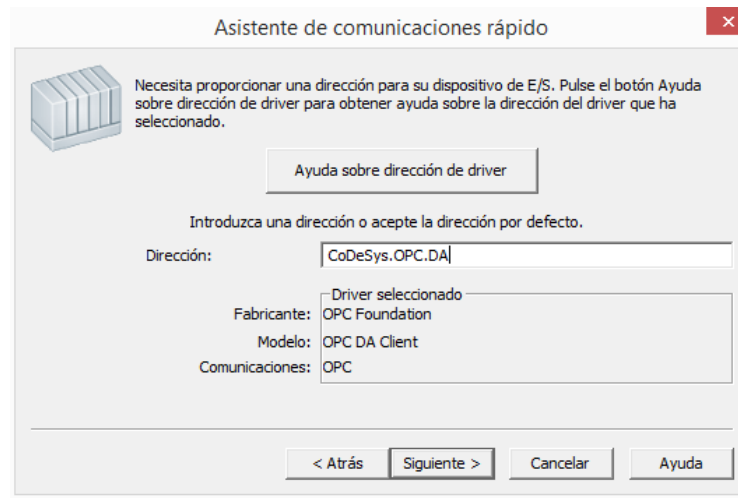 Asistente de comunicaciones rápido
Necesita proporcionar una dirección para su dispositivo de E/S. Pulse el botón Ayuda
sobre dirección de driver para obtener ayuda sobre la dirección del driver que ha
seleccionado.
Ayuda sobre dirección de driver
Introduzca una dirección o acepte la dirección por defecto.
Dirección: CoDeSys.OPC.DA
Driver seleccionado
Fabricante: OPC Foundation
Modelo: OPC DA Client
Comunicaciones: OPC
< Atrás Siguiente > Cancelar Ayuda